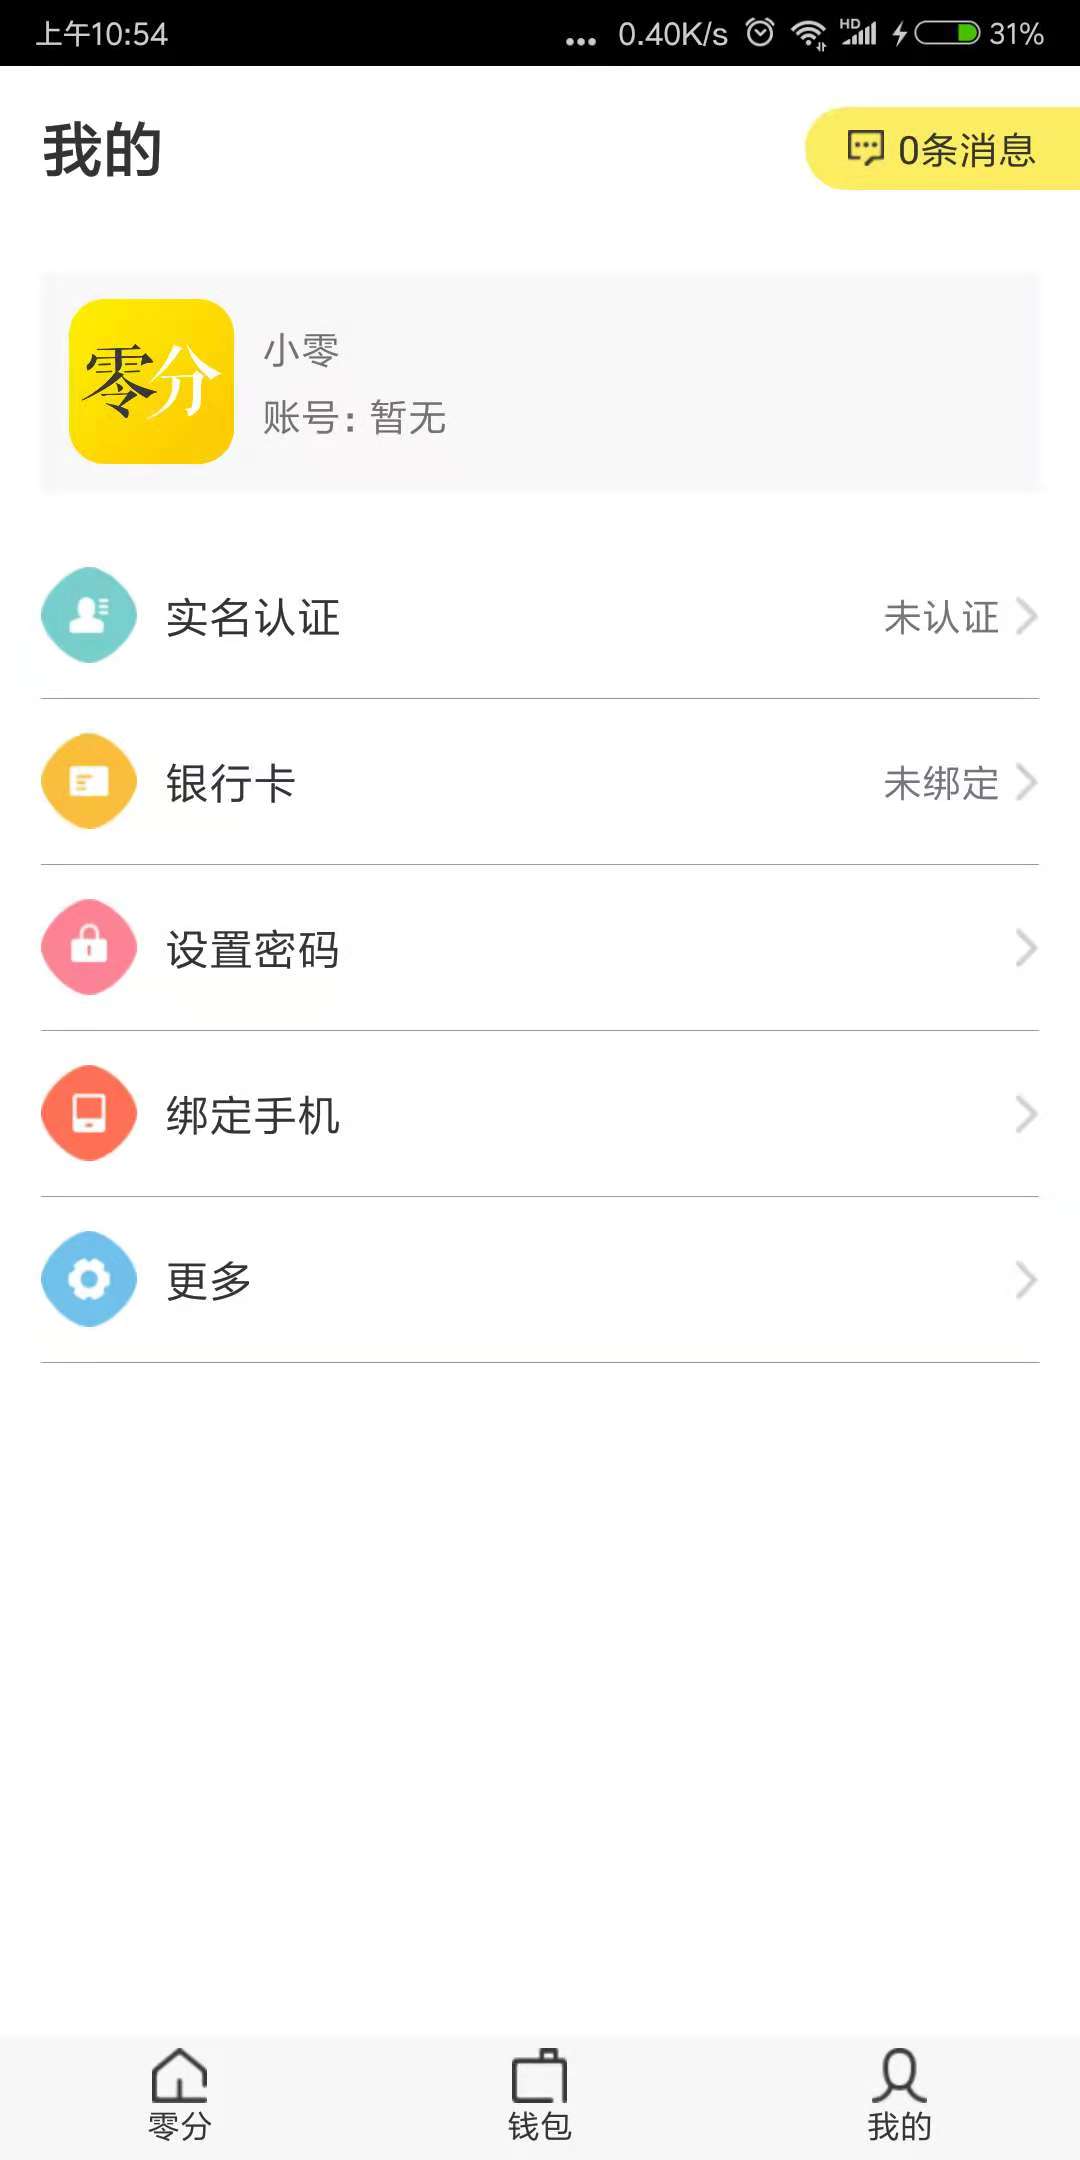 上午10:54
... 0.40K/s HD 31%
我的
0条消息
零分
小零
账号: 暂无
实名认证
未认证
银行卡
未绑定
设置密码
绑定手机
更多
零分
钱包
我的